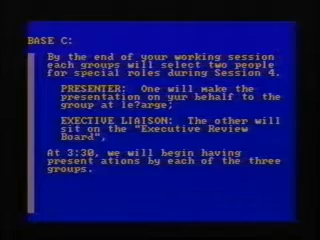 BASE C:
By the end of your working session
each groups will select two people
for special roles during Session 4.
PRESENTER: One will make the
presentation on yur behalf to the
group at le?arge;
EXECTIVE LIAISON: The other will
sit on the "Executive Review
Board",
At 3:30, we will begin having
present ations by each of the three
groups.